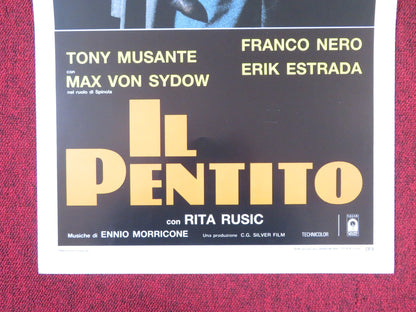 TONY MUSANTE
FRANCO NERO
con
MAX VON SYDOW
ERIK ESTRADA
nel ruolo di Spinola
IL
PENTITO
con RITA RUSIC
Musiche di ENNIO MORRICONE
Una produzione C.G. SILVER FILM
TECHNICOLOR